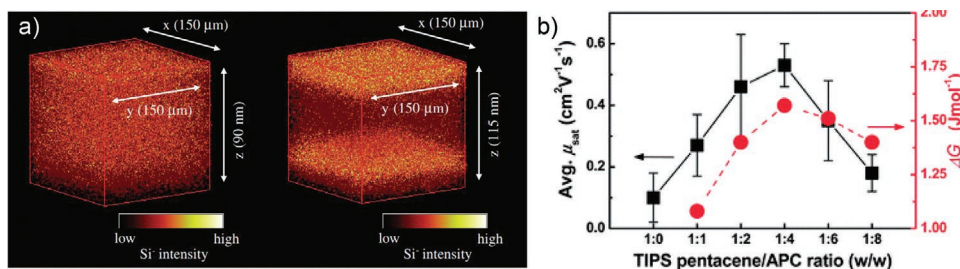 a)
x (150 μm)
y (150 μm)
z (90 nm)
low high
Si⁻ intensity
x (150 μm)
y (150 μm)
z (115 nm)
low high
Si⁻ intensity
b)
Avg. μsat (cm²V⁻¹s⁻¹)
0.6
0.4
0.2
0.0
2.00
1.75
1.50
1.25
1.00
ΔG (Jmol⁻¹)
1:0 1:1 1:2 1:4 1:6 1:8
TIPS pentacene/APC ratio (w/w)